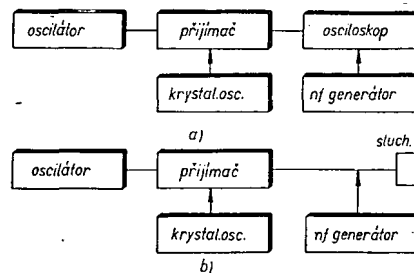 oscilátor přijímač osciloskop
krystal.osc. nf generátor
a)
sluch.
oscilátor přijímač
krystal.osc. nf generátor
b)